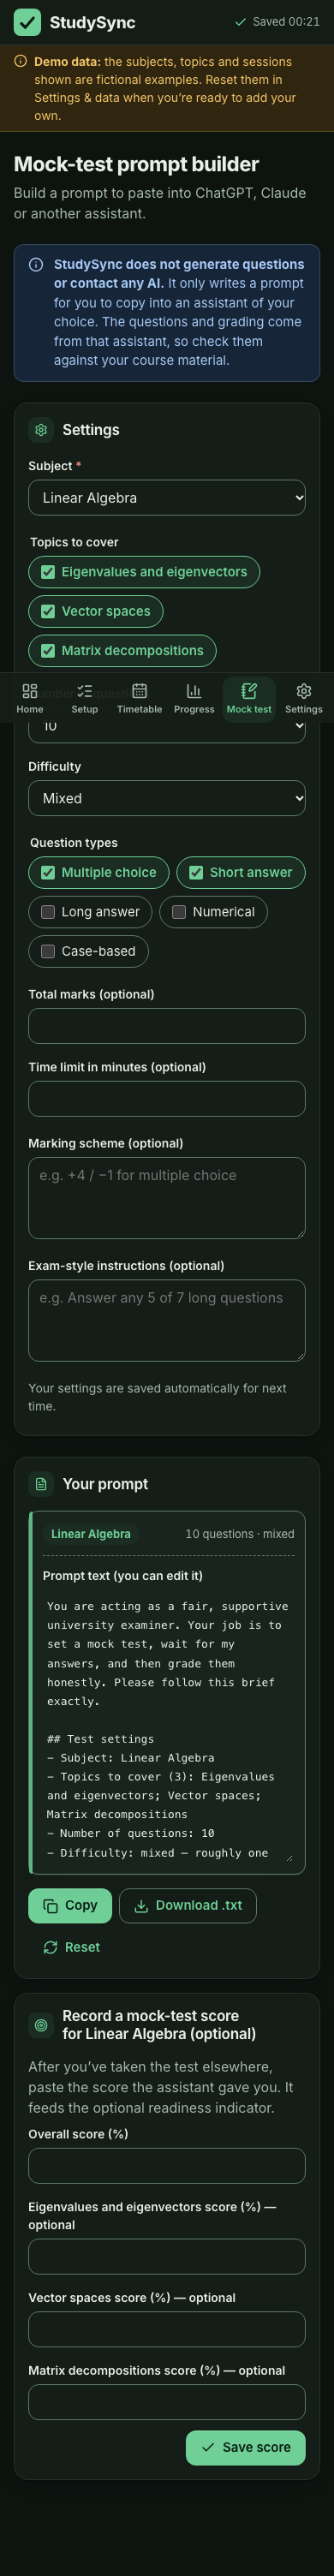 StudySync
Saved 00:21
Demo data: the subjects, topics and sessions
shown are fictional examples. Reset them in
Settings & data when you're ready to add your
own.
Mock-test prompt builder
Build a prompt to paste into ChatGPT, Claude
or another assistant.
StudySync does not generate questions
or contact any AI. It only writes a prompt
for you to copy into an assistant of your
choice. The questions and grading come
from that assistant, so check them
against your course material.
Settings
Subject *
Linear Algebra
Topics to cover
Eigenvalues and eigenvectors
Vector spaces
Matrix decompositions
Home
Setup
Timetable
Progress
Mock test
Settings
10
Difficulty
Mixed
Question types
Multiple choice
Short answer
Long answer
Numerical
Case-based
Total marks (optional)
Time limit in minutes (optional)
Marking scheme (optional)
e.g. +4 / −1 for multiple choice
Exam-style instructions (optional)
e.g. Answer any 5 of 7 long questions
Your settings are saved automatically for next
time.
Your prompt
Linear Algebra
10 questions · mixed
Prompt text (you can edit it)
You are acting as a fair, supportive
university examiner. Your job is to
set a mock test, wait for my
answers, and then grade them
honestly. Please follow this brief
exactly.
## Test settings
- Subject: Linear Algebra
- Topics to cover (3): Eigenvalues
and eigenvectors; Vector spaces;
Matrix decompositions
- Number of questions: 10
- Difficulty: mixed — roughly one
Copy
Download .txt
Reset
Record a mock-test score
for Linear Algebra (optional)
After you've taken the test elsewhere,
paste the score the assistant gave you. It
feeds the optional readiness indicator.
Overall score (%)
Eigenvalues and eigenvectors score (%) —
optional
Vector spaces score (%) — optional
Matrix decompositions score (%) — optional
Save score